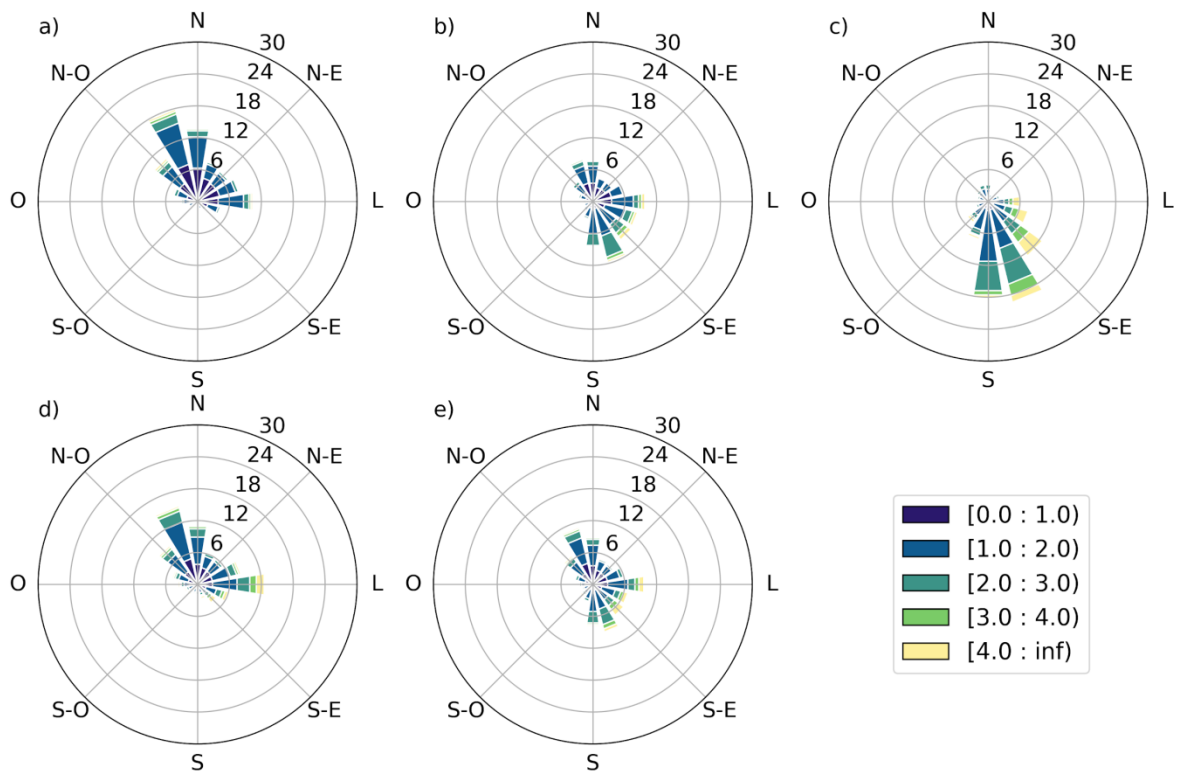 a)
N
30
24
18
12
6
N-O
N-E
O
L
S-O
S-E
S
b)
N
30
24
18
12
6
N-O
N-E
O
L
S-O
S-E
S
c)
N
30
24
18
12
6
N-O
N-E
O
L
S-O
S-E
S
d)
N
30
24
18
12
6
N-O
N-E
O
L
S-O
S-E
S
e)
N
30
24
18
12
6
N-O
N-E
O
L
S-O
S-E
S
[0.0 : 1.0)
[1.0 : 2.0)
[2.0 : 3.0)
[3.0 : 4.0)
[4.0 : inf)